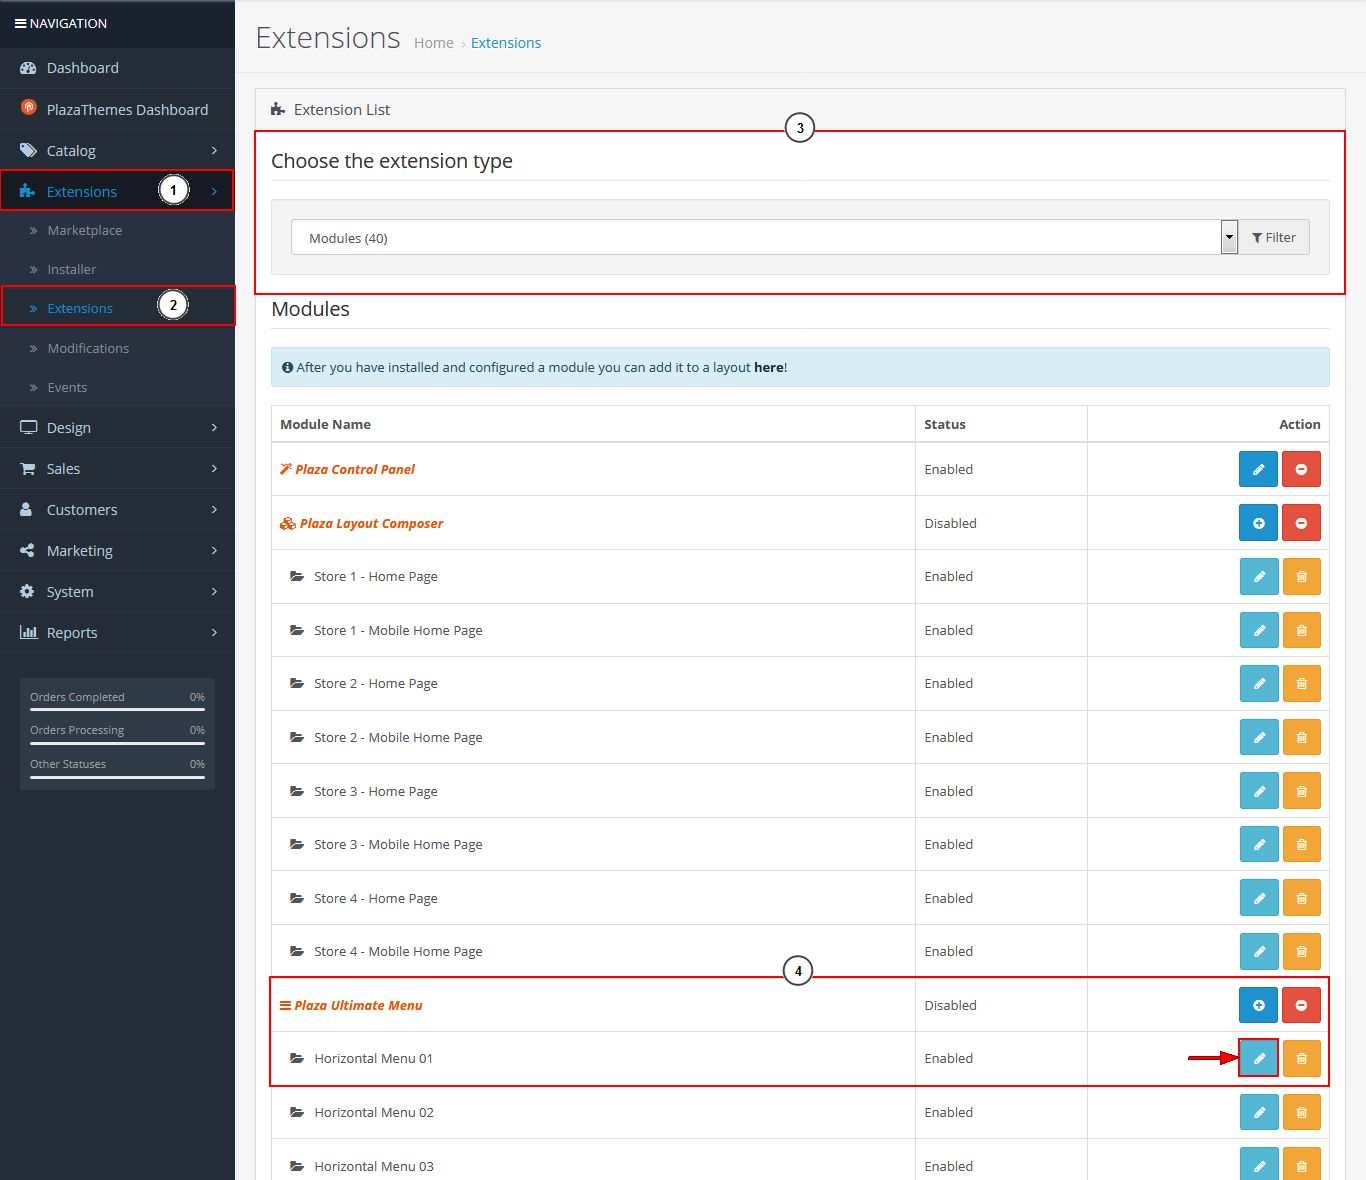 NAVIGATION
Dashboard
PlazaThemes Dashboard
Catalog
Extensions 1
Marketplace
Installer
Extensions 2
Modifications
Events
Design
Sales
Customers
Marketing
System
Reports
Orders Completed 0%
Orders Processing 0%
Other Statuses 0%
Extensions Home › Extensions
Extension List
3
Choose the extension type
Modules (40) Filter
Modules
After you have installed and configured a module you can add it to a layout here!
Module Name Status Action
Plaza Control Panel Enabled
Plaza Layout Composer Disabled
Store 1 - Home Page Enabled
Store 1 - Mobile Home Page Enabled
Store 2 - Home Page Enabled
Store 2 - Mobile Home Page Enabled
Store 3 - Home Page Enabled
Store 3 - Mobile Home Page Enabled
Store 4 - Home Page Enabled
Store 4 - Mobile Home Page Enabled
4
Plaza Ultimate Menu Disabled
Horizontal Menu 01 Enabled
Horizontal Menu 02 Enabled
Horizontal Menu 03 Enabled